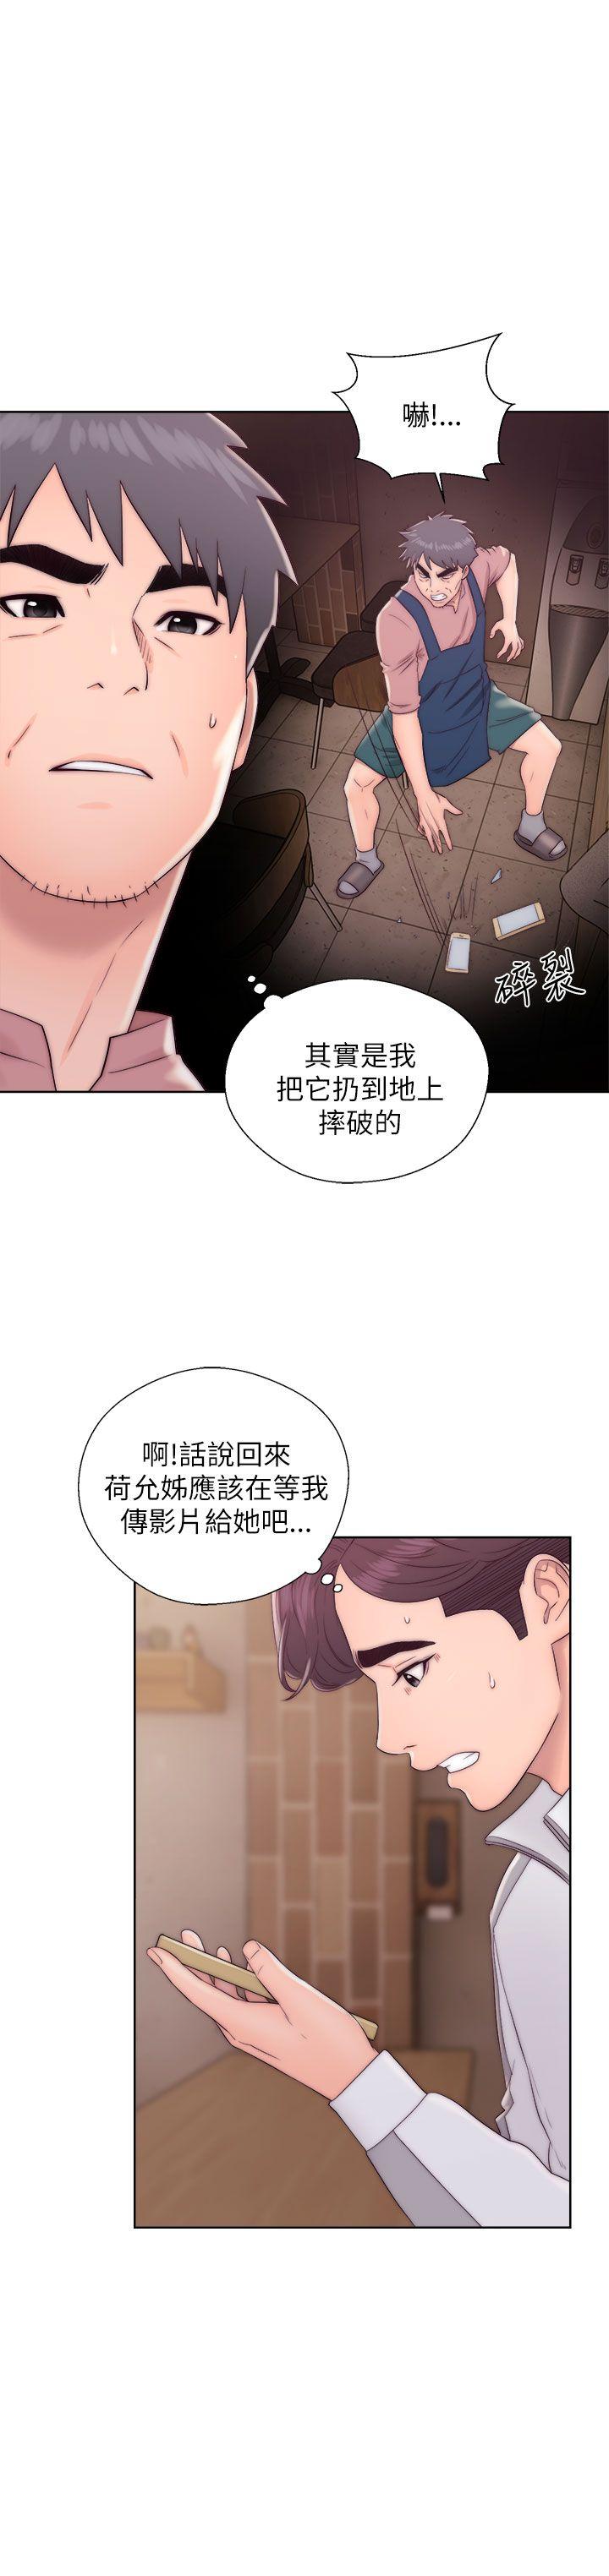 嚇!...
碎裂
其實是我
把它扔到地上
摔破的
啊!話說回來
荷允姊應該在等我
傳影片給她吧...